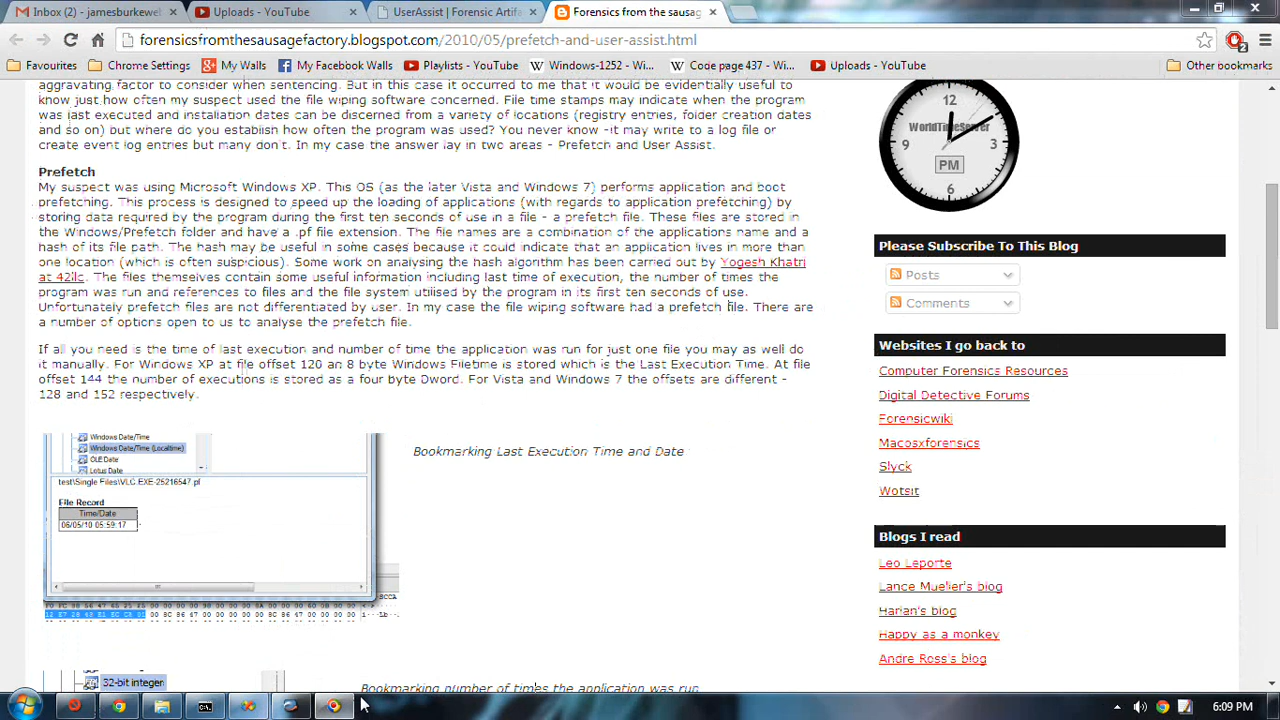 Inbox (2) - jamesburkewel
Uploads - YouTube
UserAssist | Forensic Artifa
Forensics from the sausag
forensicsfromthesausagefactory.blogspot.com/2010/05/prefetch-and-user-assist.html
2
Favourites
Chrome Settings
My Walls
My Facebook Walls
Playlists - YouTube
Windows-1252 -- Wi...
Code page 437 - Wi...
Uploads - YouTube
Other bookmarks
aggravating factor to consider when sentencing. But in this case it occurred to me that it would be evidentially useful to
know just how often my suspect used the file wiping software concerned. File time stamps may indicate when the program
was last executed and installation dates can be discerned from a variety of locations (registry entries, folder creation dates
and so on) but where do you establish how often the program was used? You never know -it may write to a log file or
create event log entries but many don't. In my case the answer lay in two areas - Prefetch and User Assist.
Prefetch
My suspect was using Microsoft Windows XP. This OS (as the later Vista and Windows 7) performs application and boot
prefetching. This process is designed to speed up the loading of applications (with regards to application prefetching) by
storing data required by the program during the first ten seconds of use in a file - a prefetch file. These files are stored in
the Windows/Prefetch folder and have a .pf file extension. The file names are a combination of the applications name and a
hash of its file path. The hash may be useful in some cases because it could indicate that an application lives in more than
one location (which is often suspicious). Some work on analysing the hash algorithm has been carried out by Yogesh Khatri
at 42llc. The files themselves contain some useful information including last time of execution, the number of times the
program was run and references to files and the file system utilised by the program in its first ten seconds of use.
Unfortunately prefetch files are not differentiated by user. In my case the file wiping software had a prefetch file. There are
a number of options open to us to analyse the prefetch file.
If all you need is the time of last execution and number of time the application was run for just one file you may as well do
it manually. For Windows XP at file offset 120 an 8 byte Windows Filetime is stored which is the Last Execution Time. At file
offset 144 the number of executions is stored as a four byte Dword. For Vista and Windows 7 the offsets are different -
128 and 152 respectively.
Windows Date/Time
Windows Date/Time (Localtime)
OLE Date
Lotus Date
test\Single Files\VLC.EXE-25216547.pf
File Record
Time/Date
06/05/10 05:59:17
Bookmarking Last Execution Time and Date
32-bit integer
Bookmarking number of times the application was run
WorldTimeServer
12
3
6
9
PM
Please Subscribe To This Blog
Posts
Comments
Websites I go back to
Computer Forensics Resources
Digital Detective Forums
Forensicwiki
Macosxforensics
Slyck
Wotsit
Blogs I read
Leo Laporte
Lance Mueller's blog
Harlan's blog
Happy as a monkey
Andre Ross's blog
6:09 PM